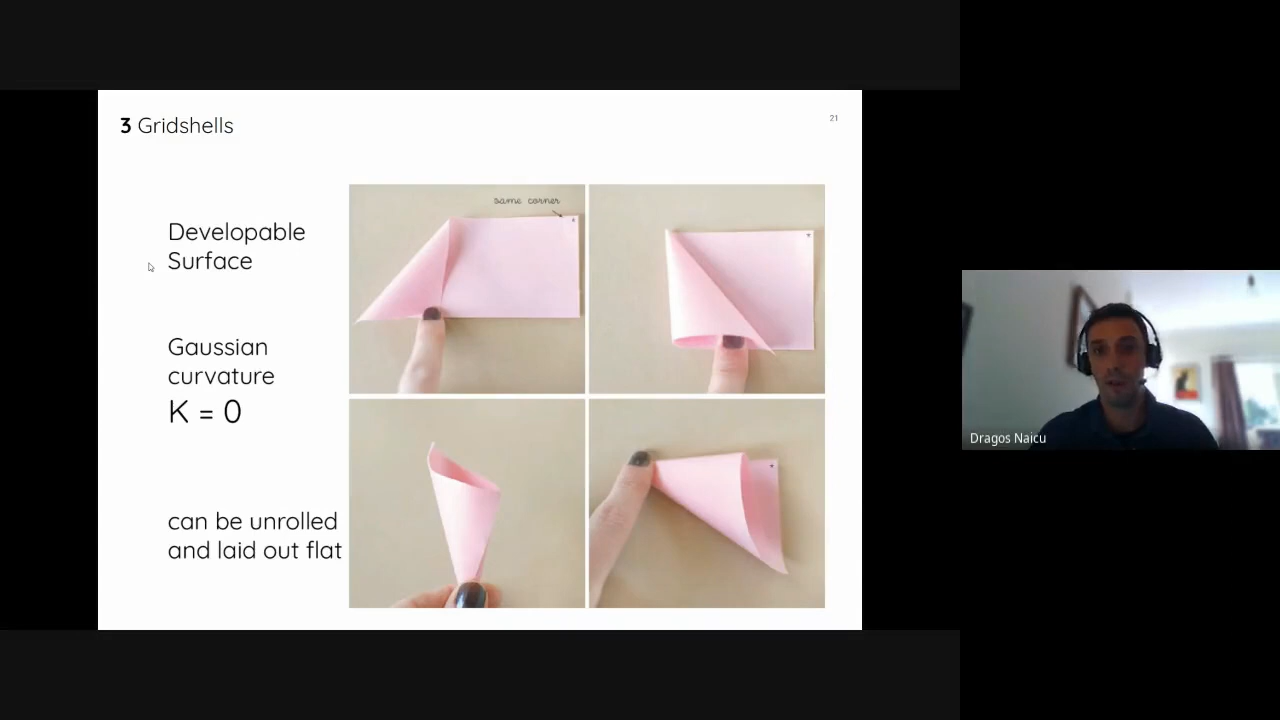 3 Gridshells
21
Developable
Surface
same corner
Gaussian
curvature
K = 0
can be unrolled
and laid out flat
Dragos Naicu